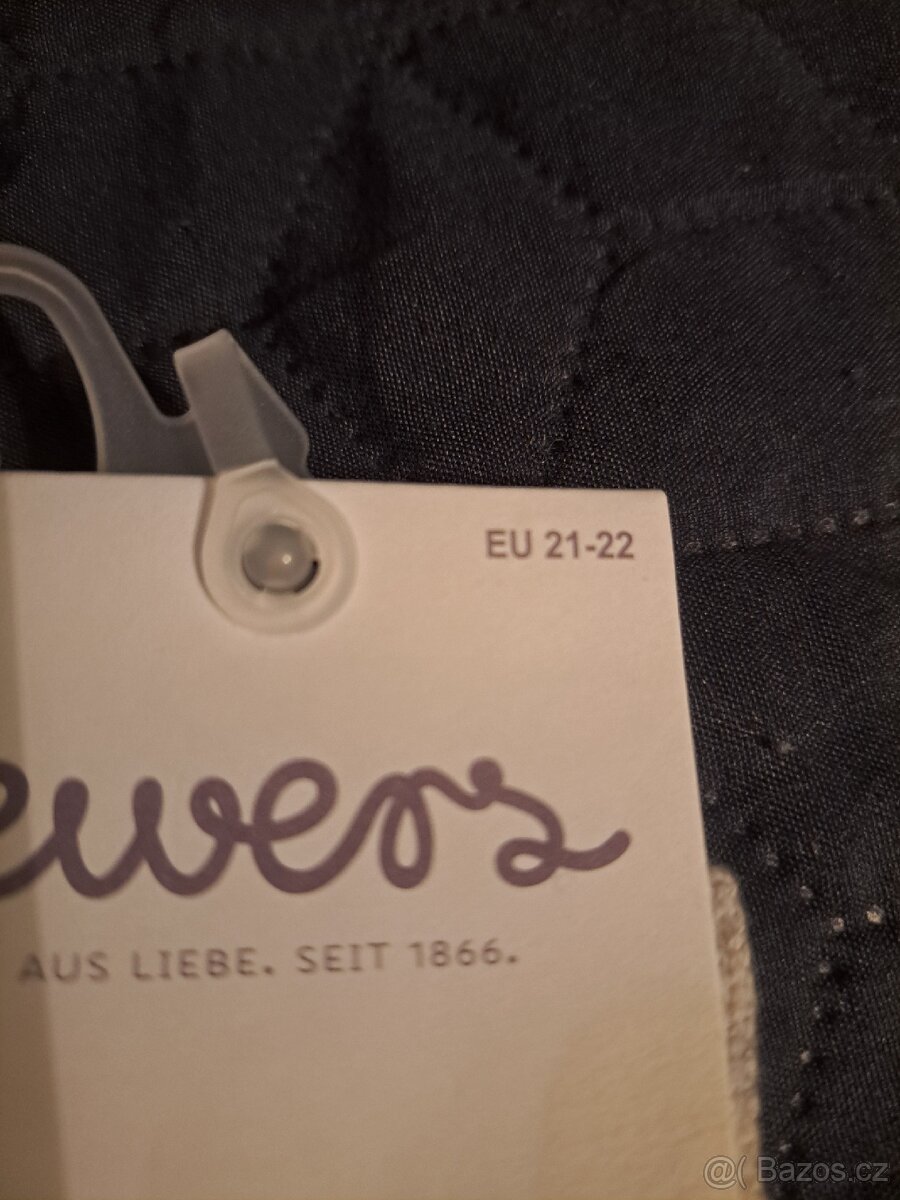 EU 21-22
ewers
AUS LIEBE. SEIT 1866.
@( Bazos.cz